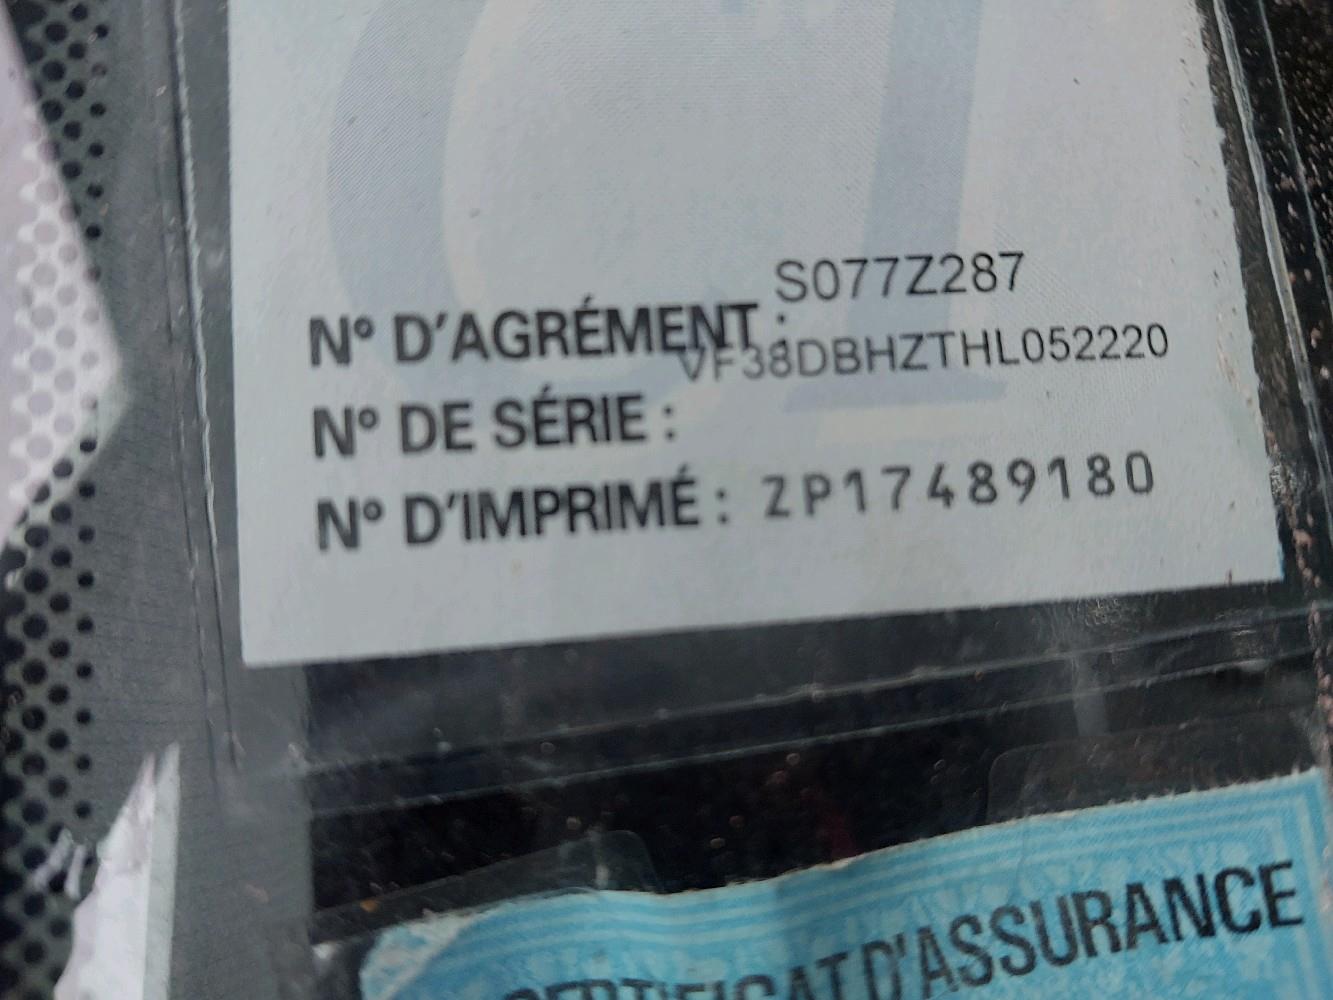 S077Z287
N° D'AGRÉMENT :
VF38DBHZTHL052220
N° DE SÉRIE :
N° D'IMPRIMÉ : ZP17489180
CERTIFICAT D'ASSURANCE